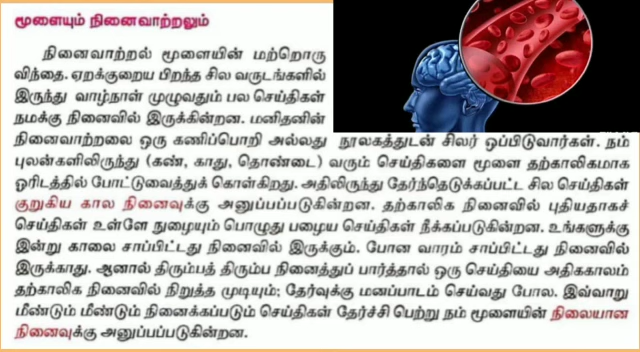 மூளையும் நினைவாற்றலும்
நினைவாற்றல் மூளையின் மற்றொரு
விந்தை. ஏறக்குறைய பிறந்த சில வருடங்களில்
இருந்து வாழ்நாள் முழுவதும் பல செய்திகள்
நமக்கு நினைவில் இருக்கின்றன. மனிதனின்
நினைவாற்றலை ஒரு கணிப்பொறி அல்லது நூலகத்துடன் சிலர் ஒப்பிடுவார்கள். நம்
புலன்களிலிருந்து (கண், காது, தொண்டை) வரும் செய்திகளை மூளை தற்காலிகமாக
ஓரிடத்தில் போட்டுவைத்துக் கொள்கிறது. அதிலிருந்து தேர்ந்தெடுக்கப்பட்ட சில செய்திகள்
குறுகிய கால நினைவுக்கு அனுப்பப்படுகின்றன. தற்காலிக நினைவில் புதியதாகச்
செய்திகள் உள்ளே நுழையும் பொழுது பழைய செய்திகள் நீக்கப்படுகின்றன. உங்களுக்கு
இன்று காலை சாப்பிட்டது நினைவில் இருக்கும். போன வாரம் சாப்பிட்டது நினைவில்
இருக்காது. ஆனால் திரும்பத் திரும்ப நினைத்துப் பார்த்தால் ஒரு செய்தியை அதிககாலம்
தற்காலிக நினைவில் நிறுத்த முடியும்; தேர்வுக்கு மனப்பாடம் செய்வது போல. இவ்வாறு
மீண்டும் மீண்டும் நினைக்கப்படும் செய்திகள் தேர்ச்சி பெற்று நம் மூளையின் நிலையான
நினைவுக்கு அனுப்பப்படுகின்றன.